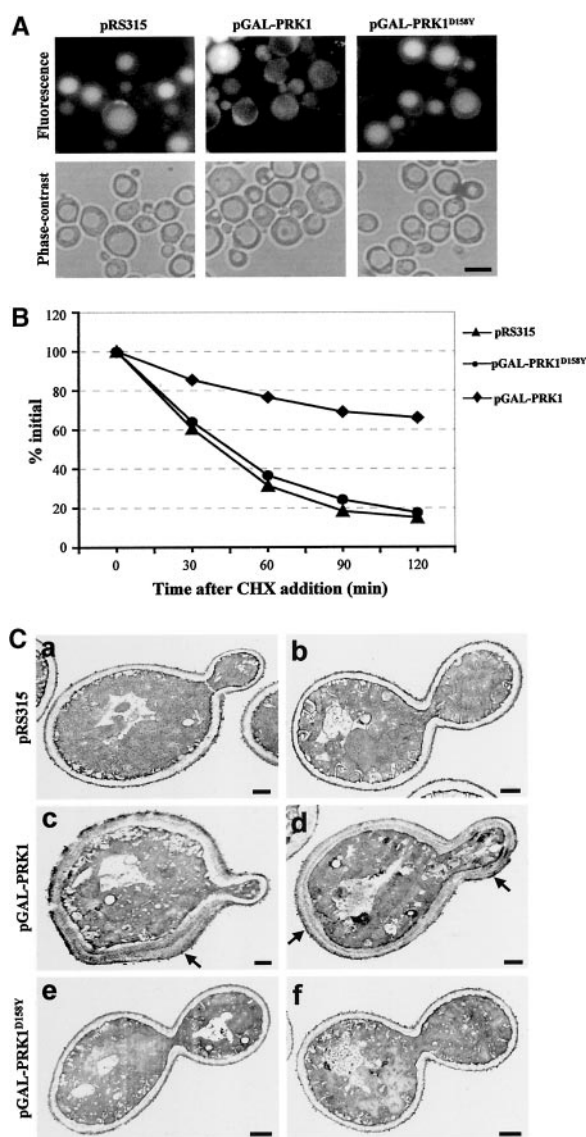 A
pRS315 pGAL-PRK1 pGAL-PRK1ᴰ¹⁵⁸ʸ
Fluorescence
Phase-contrast
B
120
100
80
60
40
20
0
% initial
0 30 60 90 120
Time after CHX addition (min)
pRS315
pGAL-PRK1ᴰ¹⁵⁸ʸ
pGAL-PRK1
C
a b
pRS315
c d
pGAL-PRK1
e f
pGAL-PRK1ᴰ¹⁵⁸ʸ